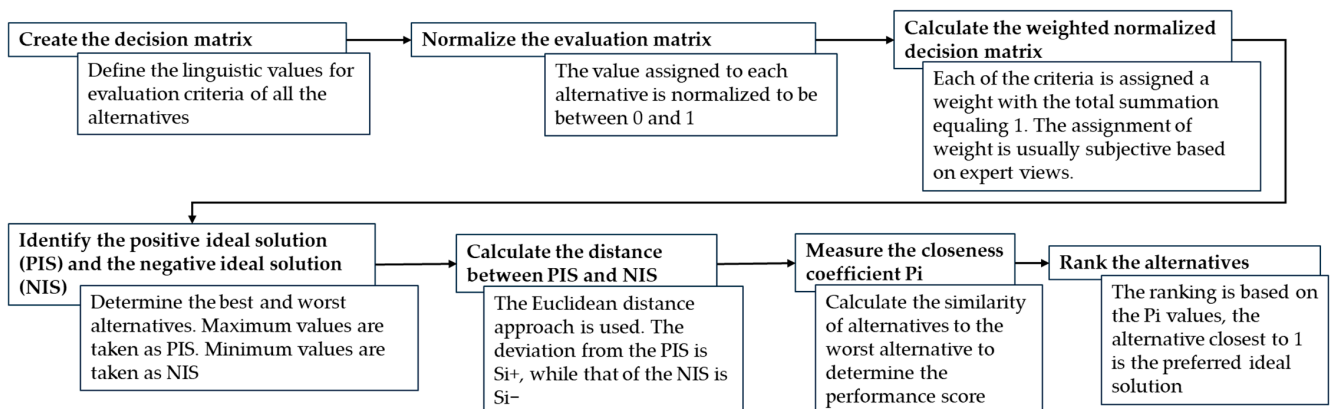 Create the decision matrix
Define the linguistic values for
evaluation criteria of all the
alternatives
Normalize the evaluation matrix
The value assigned to each
alternative is normalized to be
between 0 and 1
Calculate the weighted normalized
decision matrix
Each of the criteria is assigned a
weight with the total summation
equaling 1. The assignment of
weight is usually subjective based
on expert views.
Identify the positive ideal solution
(PIS) and the negative ideal solution
(NIS)
Determine the best and worst
alternatives. Maximum values are
taken as PIS. Minimum values are
taken as NIS
Calculate the distance
between PIS and NIS
The Euclidean distance
approach is used. The
deviation from the PIS is
Si+, while that of the NIS is
Si−
Measure the closeness
coefficient Pi
Calculate the similarity
of alternatives to the
worst alternative to
determine the
performance score
Rank the alternatives
The ranking is based on
the Pi values, the
alternative closest to 1
is the preferred ideal
solution